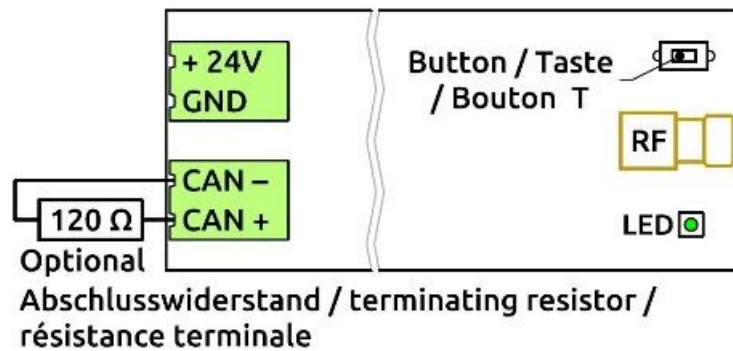 + 24V
GND
CAN –
CAN +
120 Ω
Optional
Abschlusswiderstand / terminating resistor /
résistance terminale
Button / Taste
/ Bouton T
RF
LED